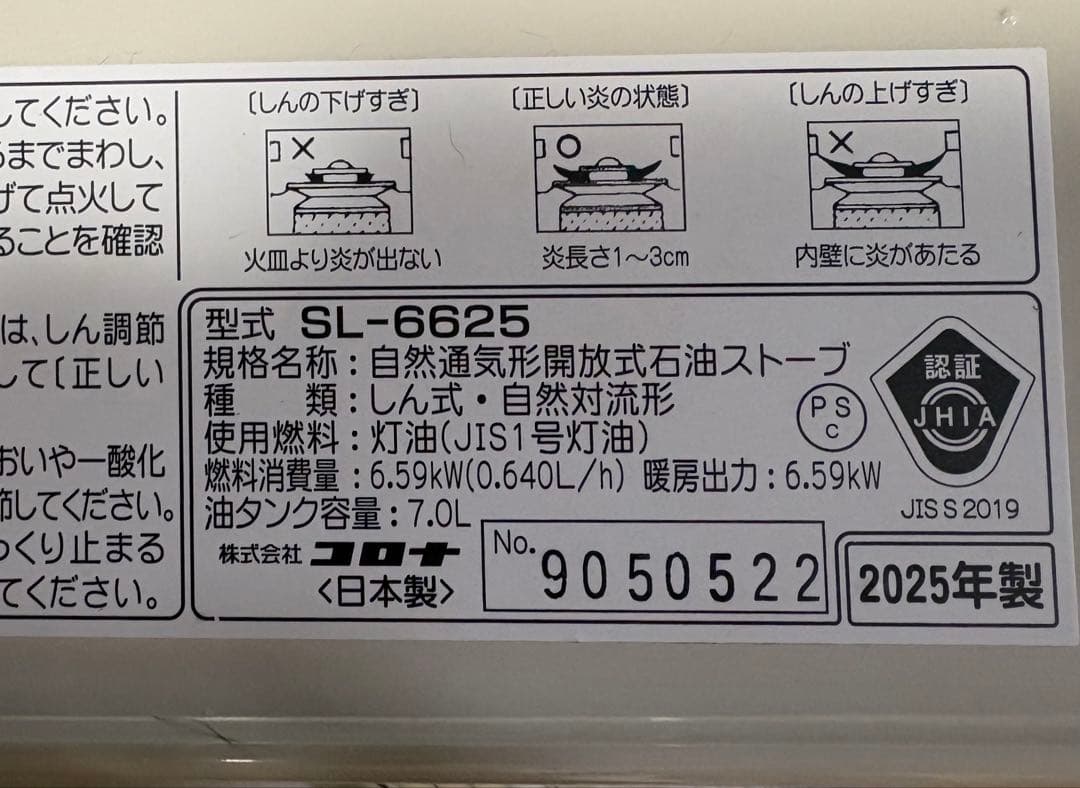 してください。
るまでまわし、
げて点火して
ることを確認
は、しん調節
して〔正しい
おいや一酸化
節してください。
っくり止まる
てください。
〔しんの下げすぎ〕
×
火皿より炎が出ない
〔正しい炎の状態〕
○
炎長さ1〜3cm
〔しんの上げすぎ〕
×
内壁に炎があたる
型式 SL-6625
規格名称：自然通気形開放式石油ストーブ
種 類：しん式・自然対流形
使用燃料：灯油(JIS1号灯油)
燃料消費量：6.59kW(0.640L/h) 暖房出力：6.59kW
油タンク容量：7.0L
株式会社 コロナ
<日本製>
No. 9050522
PS
C
認証
JHIA
JIS S 2019
2025年製